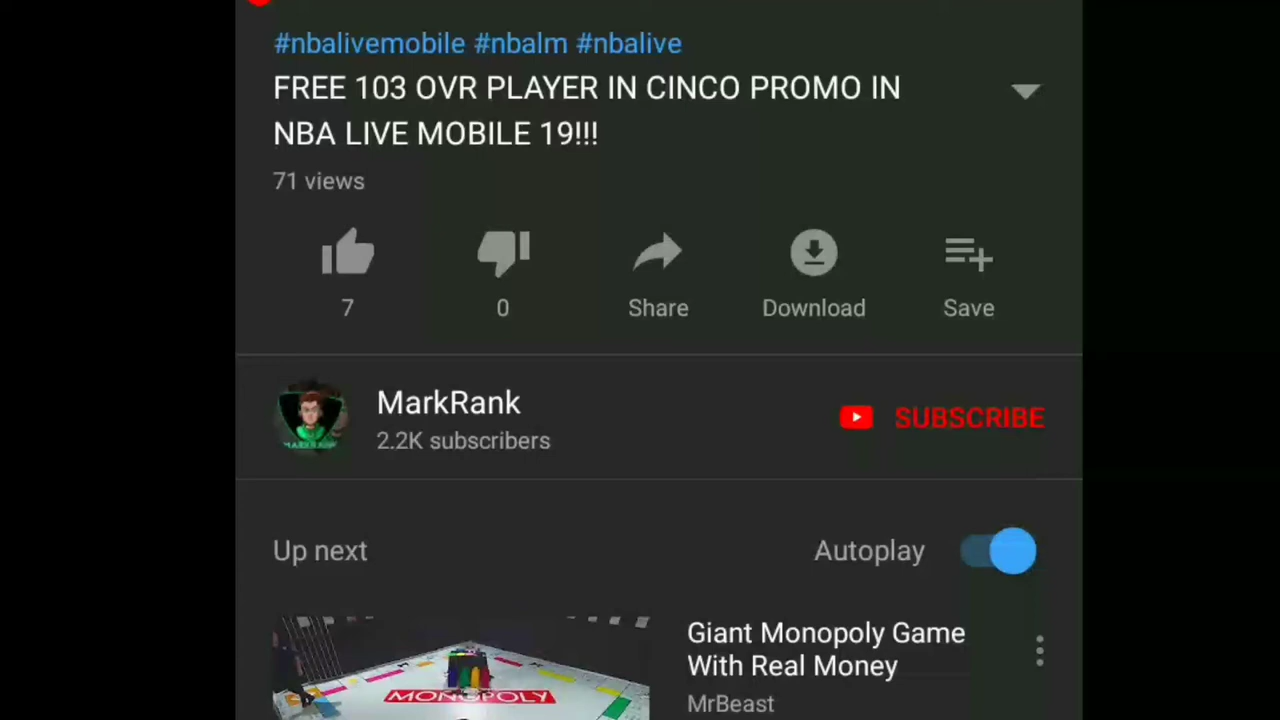 #nbalivemobile #nbalm #nbalive
FREE 103 OVR PLAYER IN CINCO PROMO IN
NBA LIVE MOBILE 19!!!
71 views
7
0
Share
Download
Save
MarkRank
2.2K subscribers
SUBSCRIBE
MARKRANK
Up next
Autoplay
Giant Monopoly Game
With Real Money
MrBeast
MONOPOLY